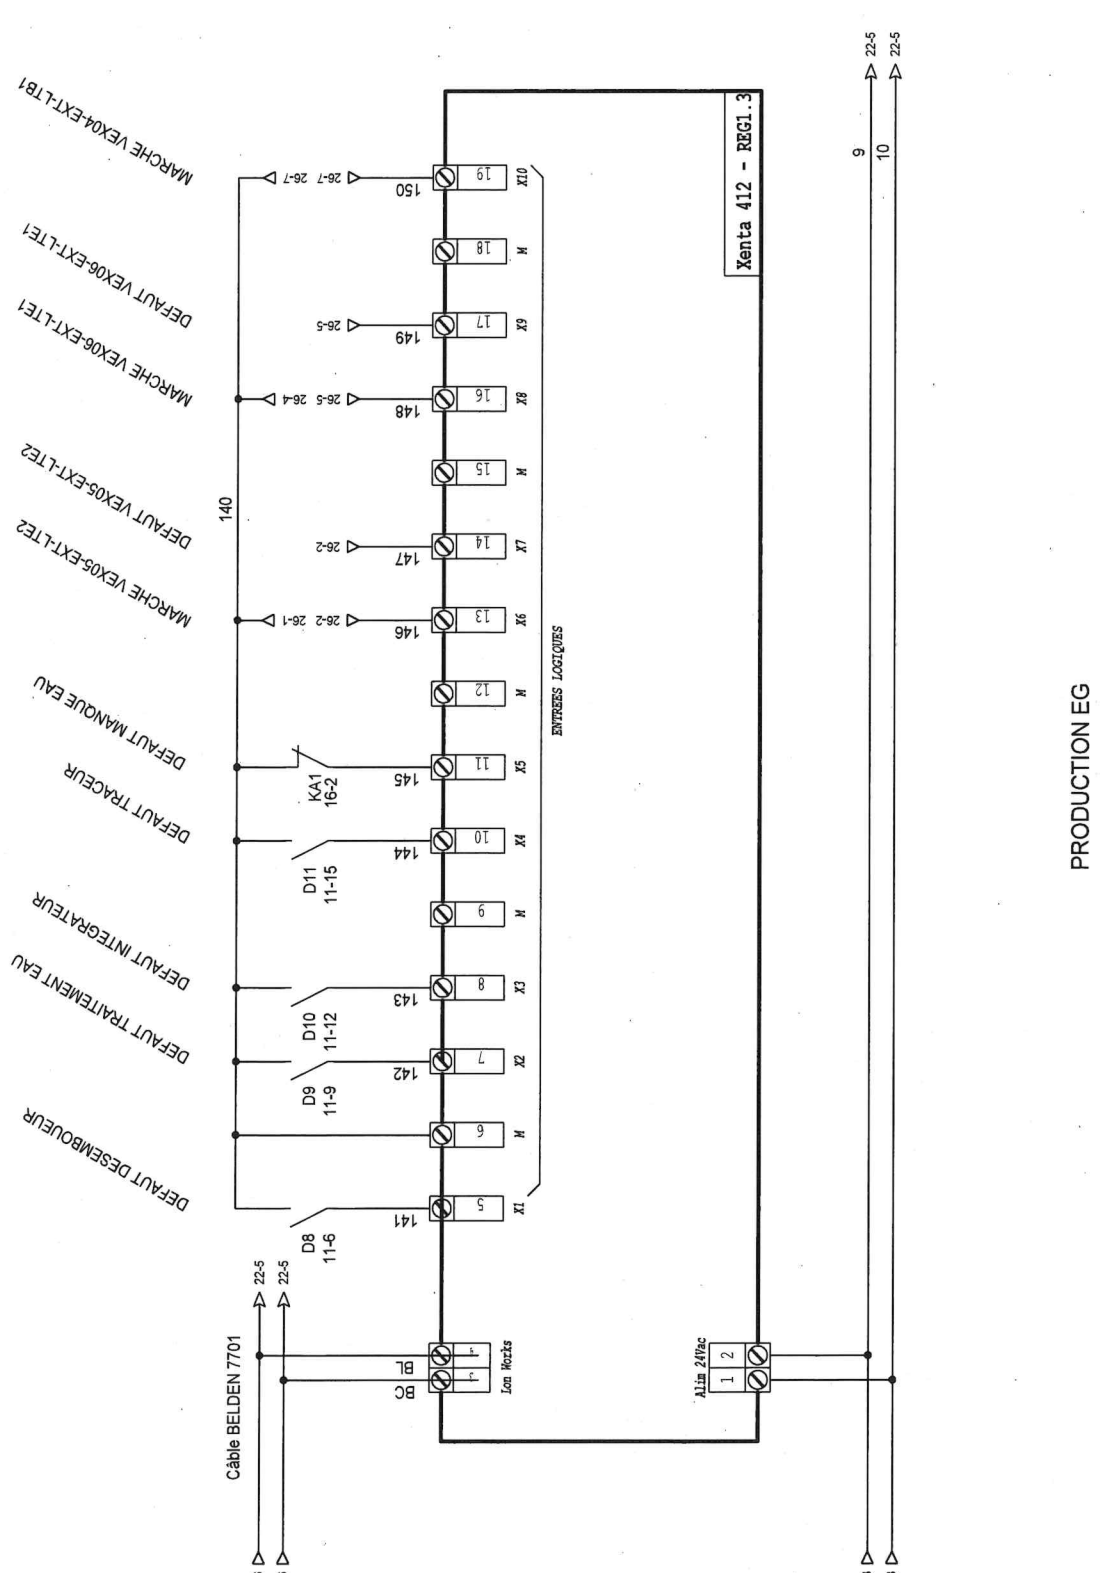 MARCHE VEX04-EXT-LTB1
DEFAUT VEX06-EXT-LTE1
MARCHE VEX06-EXT-LTE1
DEFAUT VEX05-EXT-LTE2
MARCHE VEX05-EXT-LTE2
DEFAUT MANQUE EAU
DEFAUT TRACEUR
DEFAUT INTEGRATEUR
DEFAUT TRAITEMENT EAU
DEFAUT DESEMBOUEUR
140
26-7 26-7
150
19
X10
18
M
26-5
149
17
X9
26-4 26-5
148
16
X8
15
M
26-2
147
14
X7
26-1 26-2
146
13
X6
12
M
KA1
16-2
145
11
X5
D11
11-15
144
10
X4
9
M
D10
11-12
143
8
X3
D9
11-9
142
7
X2
6
M
D8
11-6
141
5
X1
ENTREES LOGIQUES
22-5
22-5
Câble BELDEN 7701
BL
BC
4
3
Lon Works
Alim 24Vac
2
1
Xenta 412 - REG1.3
22-5
22-5
9
10
PRODUCTION EG